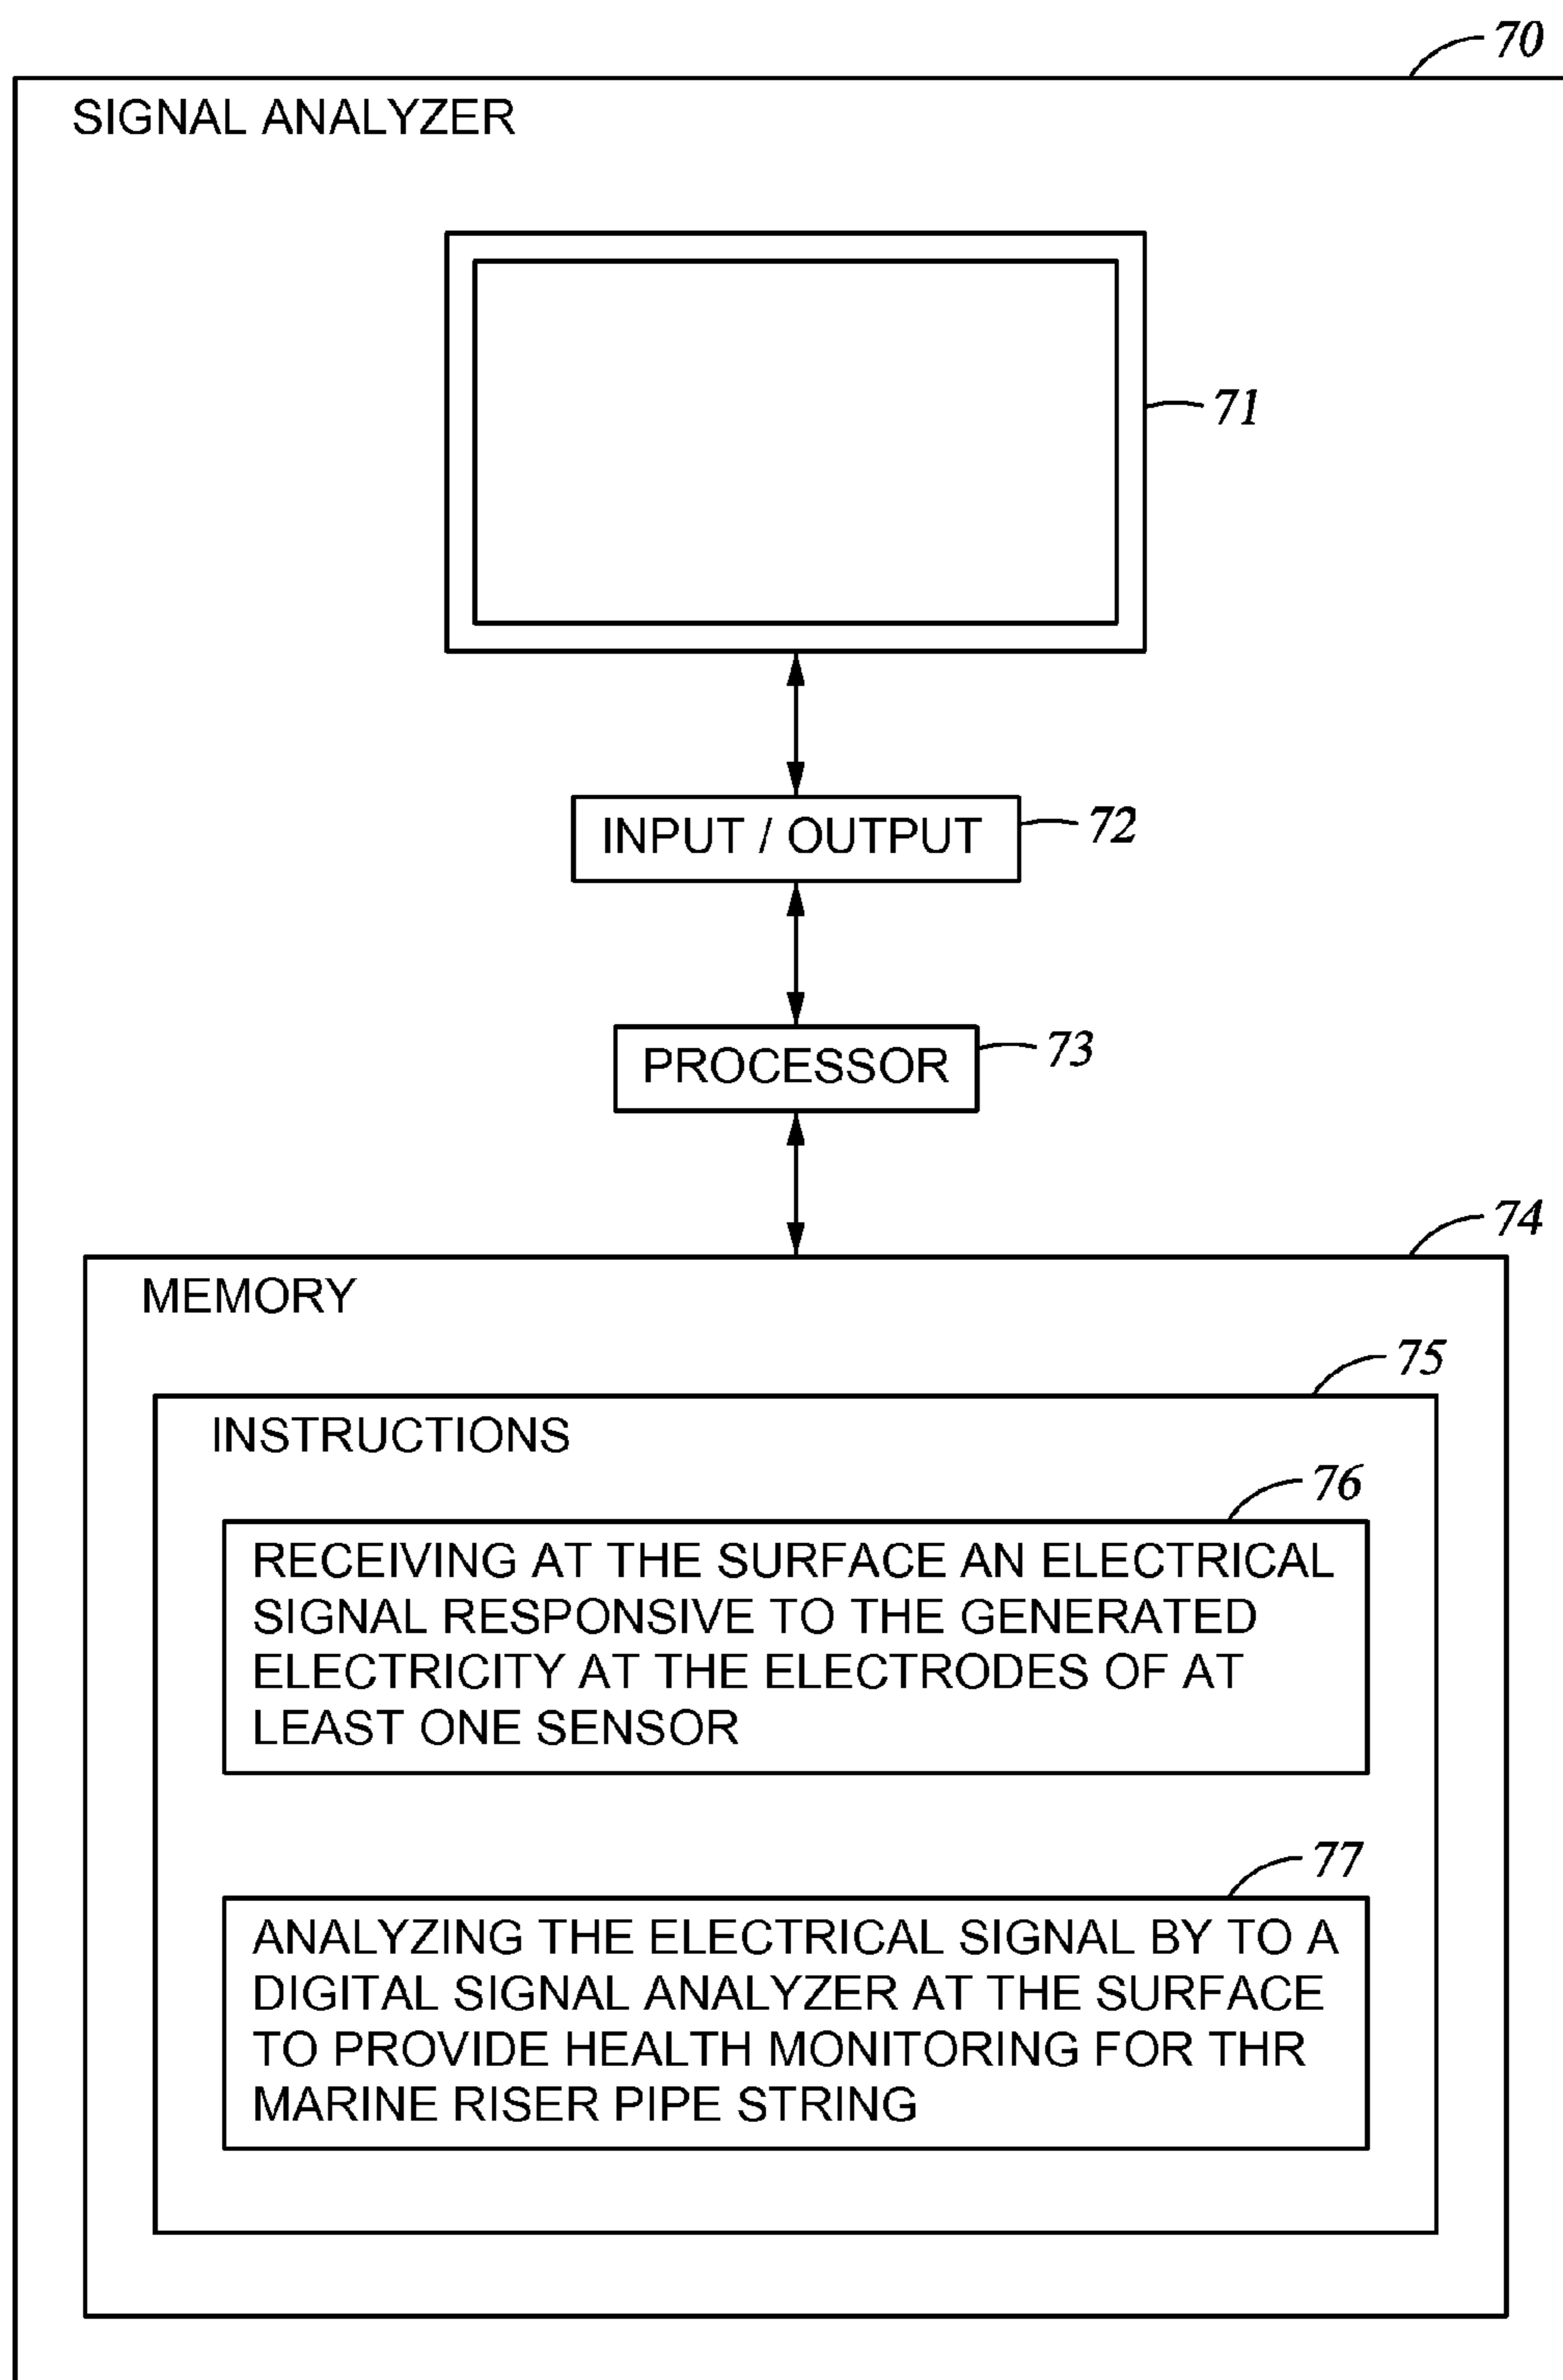 70
SIGNAL ANALYZER
71
INPUT / OUTPUT
72
PROCESSOR
73
74
MEMORY
75
INSTRUCTIONS
76
RECEIVING AT THE SURFACE AN ELECTRICAL
SIGNAL RESPONSIVE TO THE GENERATED
ELECTRICITY AT THE ELECTRODES OF AT
LEAST ONE SENSOR
77
ANALYZING THE ELECTRICAL SIGNAL BY TO A
DIGITAL SIGNAL ANALYZER AT THE SURFACE
TO PROVIDE HEALTH MONITORING FOR THR
MARINE RISER PIPE STRING